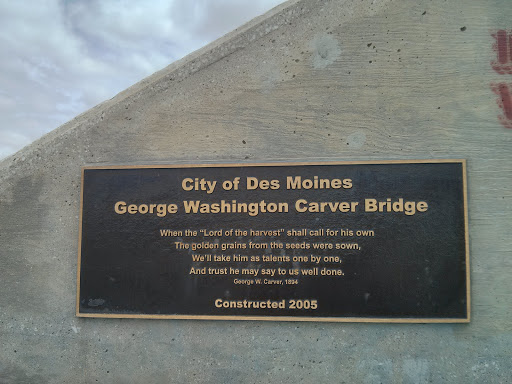 City of Des Moines
George Washington Carver Bridge
When the “Lord of the harvest” shall call for his own
The golden grains from the seeds were sown,
We'll take him as talents one by one,
And trust he may say to us well done.
George W. Carver, 1894
Constructed 2005